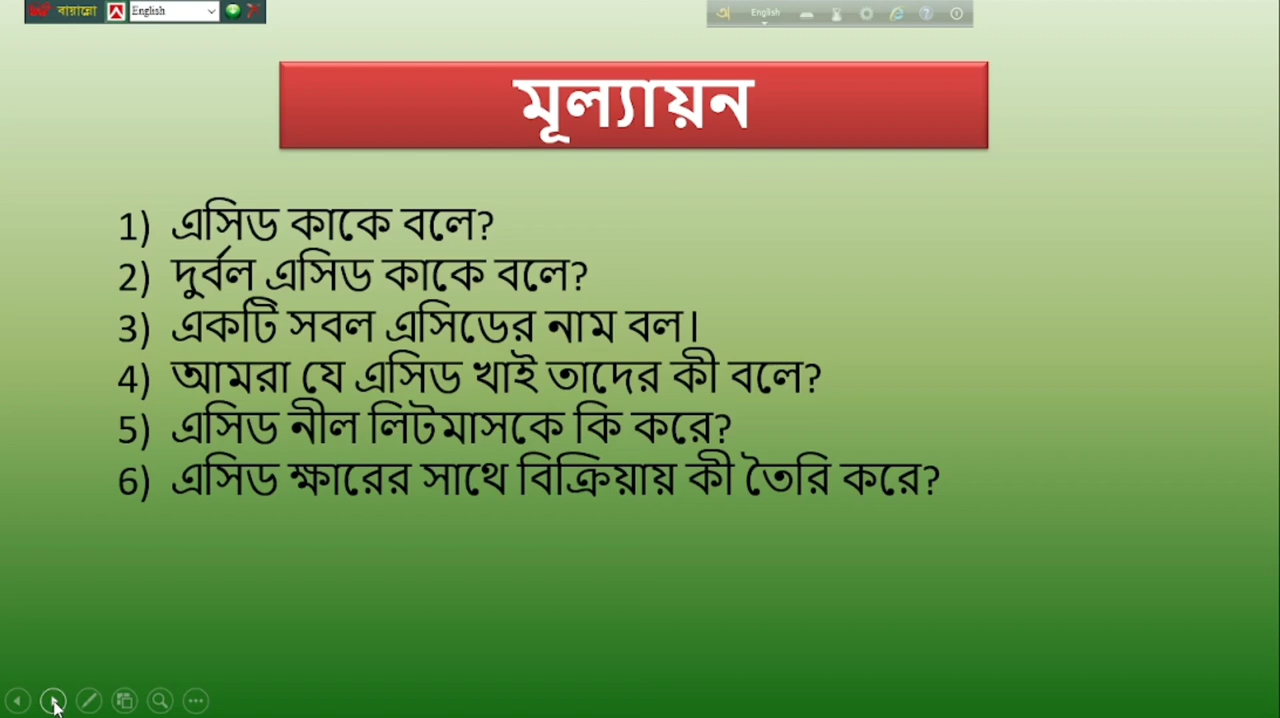 বায়ান্নো English
English
মূল্যায়ন
1) এসিড কাকে বলে?
2) দুর্বল এসিড কাকে বলে?
3) একটি সবল এসিডের নাম বল।
4) আমরা যে এসিড খাই তাদের কী বলে?
5) এসিড নীল লিটমাসকে কি করে?
6) এসিড ক্ষারের সাথে বিক্রিয়ায় কী তৈরি করে?